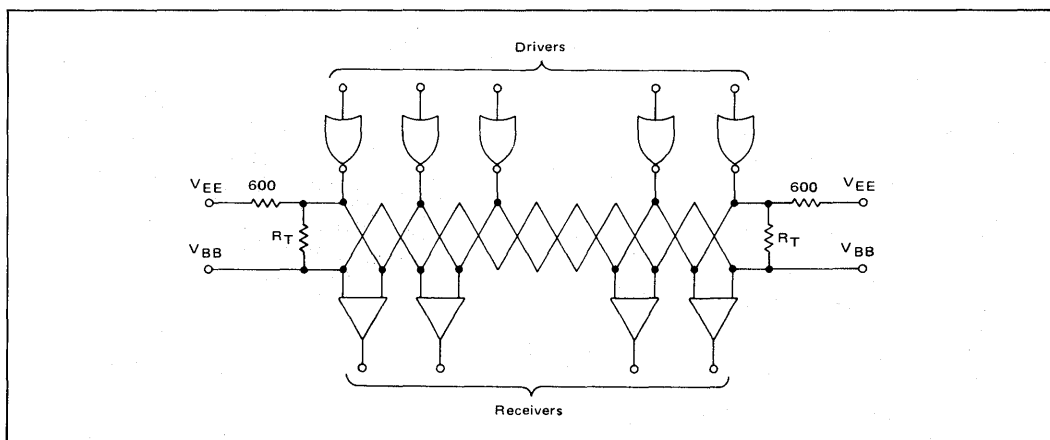 Drivers
V_EE 600
600 V_EE
R_T
R_T
V_BB
V_BB
Receivers